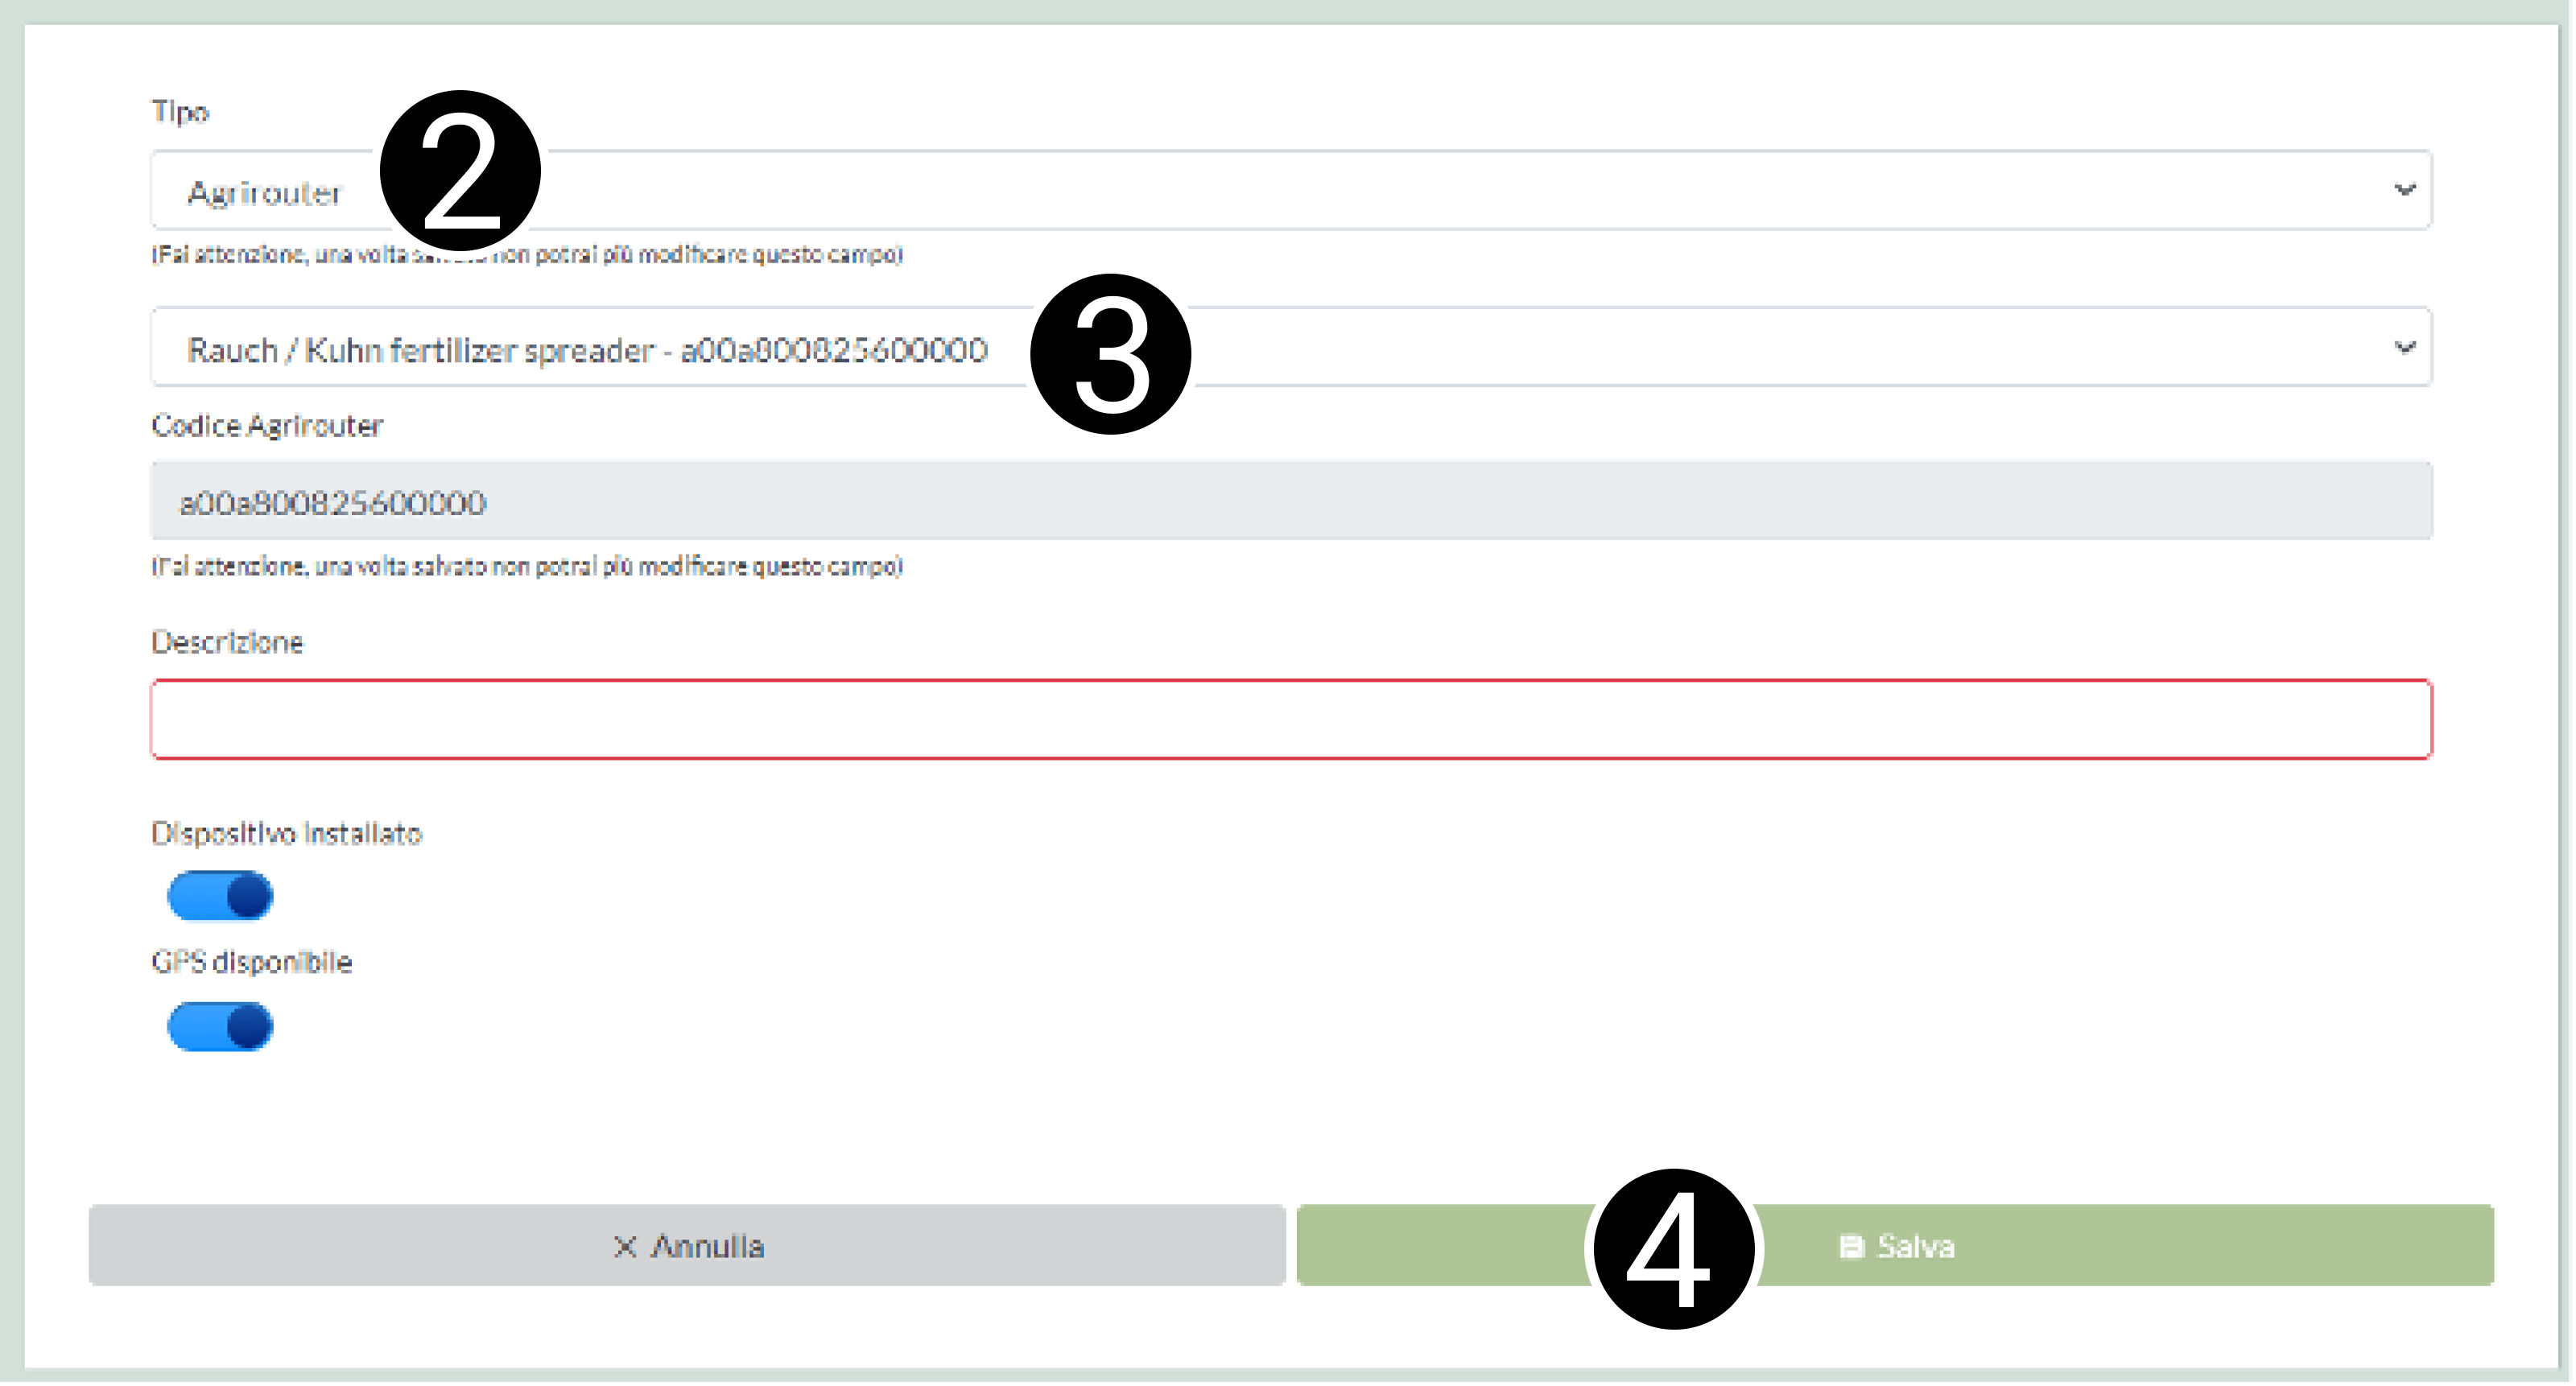 Tipo
2
Agrirouter
(Fai attenzione, una volta salvato non potrai più modificare questo campo)
3
Rauch / Kuhn fertilizer spreader - a00a800825600000
Codice Agrirouter
a00a800825600000
(Fai attenzione, una volta salvato non potrai più modificare questo campo)
Descrizione
Dispositivo installato
GPS disponibile
Annulla
4
Salva